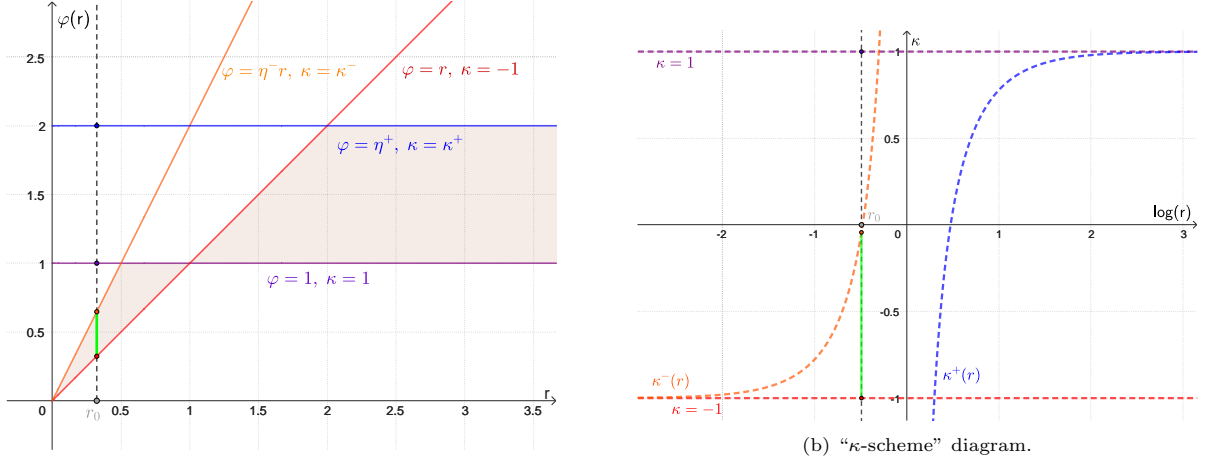 φ(r)
2.5
2
1.5
1
0.5
0
0.5
1
1.5
2
2.5
3
3.5
r
r₀
φ = η⁻r, κ = κ⁻
φ = r, κ = −1
φ = η⁺, κ = κ⁺
φ = 1, κ = 1
κ
1
κ = 1
0.5
log(r)
r₀
-2
-1
0
1
2
3
-0.5
κ⁻(r)
κ⁺(r)
-1
κ = −1
(b) “κ-scheme” diagram.